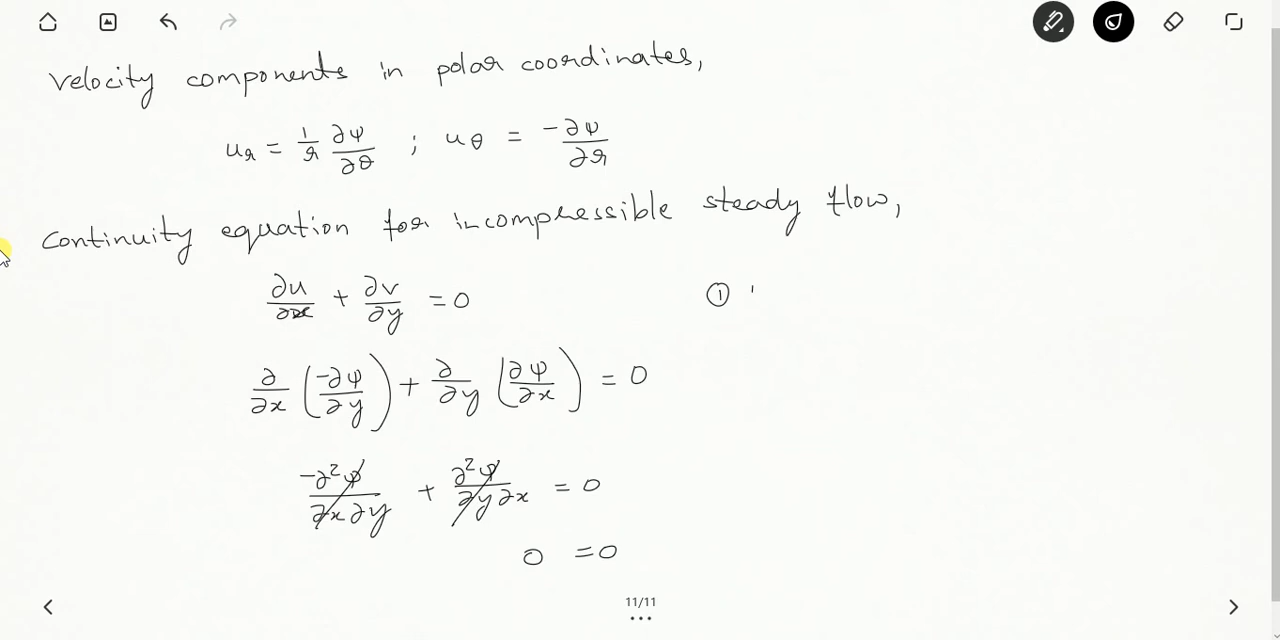 velocity components in polar coordinates,
u_r = 1/r ∂ψ/∂θ ; u_θ = -∂ψ/∂r
Continuity equation for incompressible steady flow,
∂u/∂x + ∂v/∂y = 0 ①
∂/∂x (-∂ψ/∂y) + ∂/∂y (∂ψ/∂x) = 0
-∂²ψ/∂x∂y + ∂²ψ/∂y∂x = 0
0 = 0
11/11